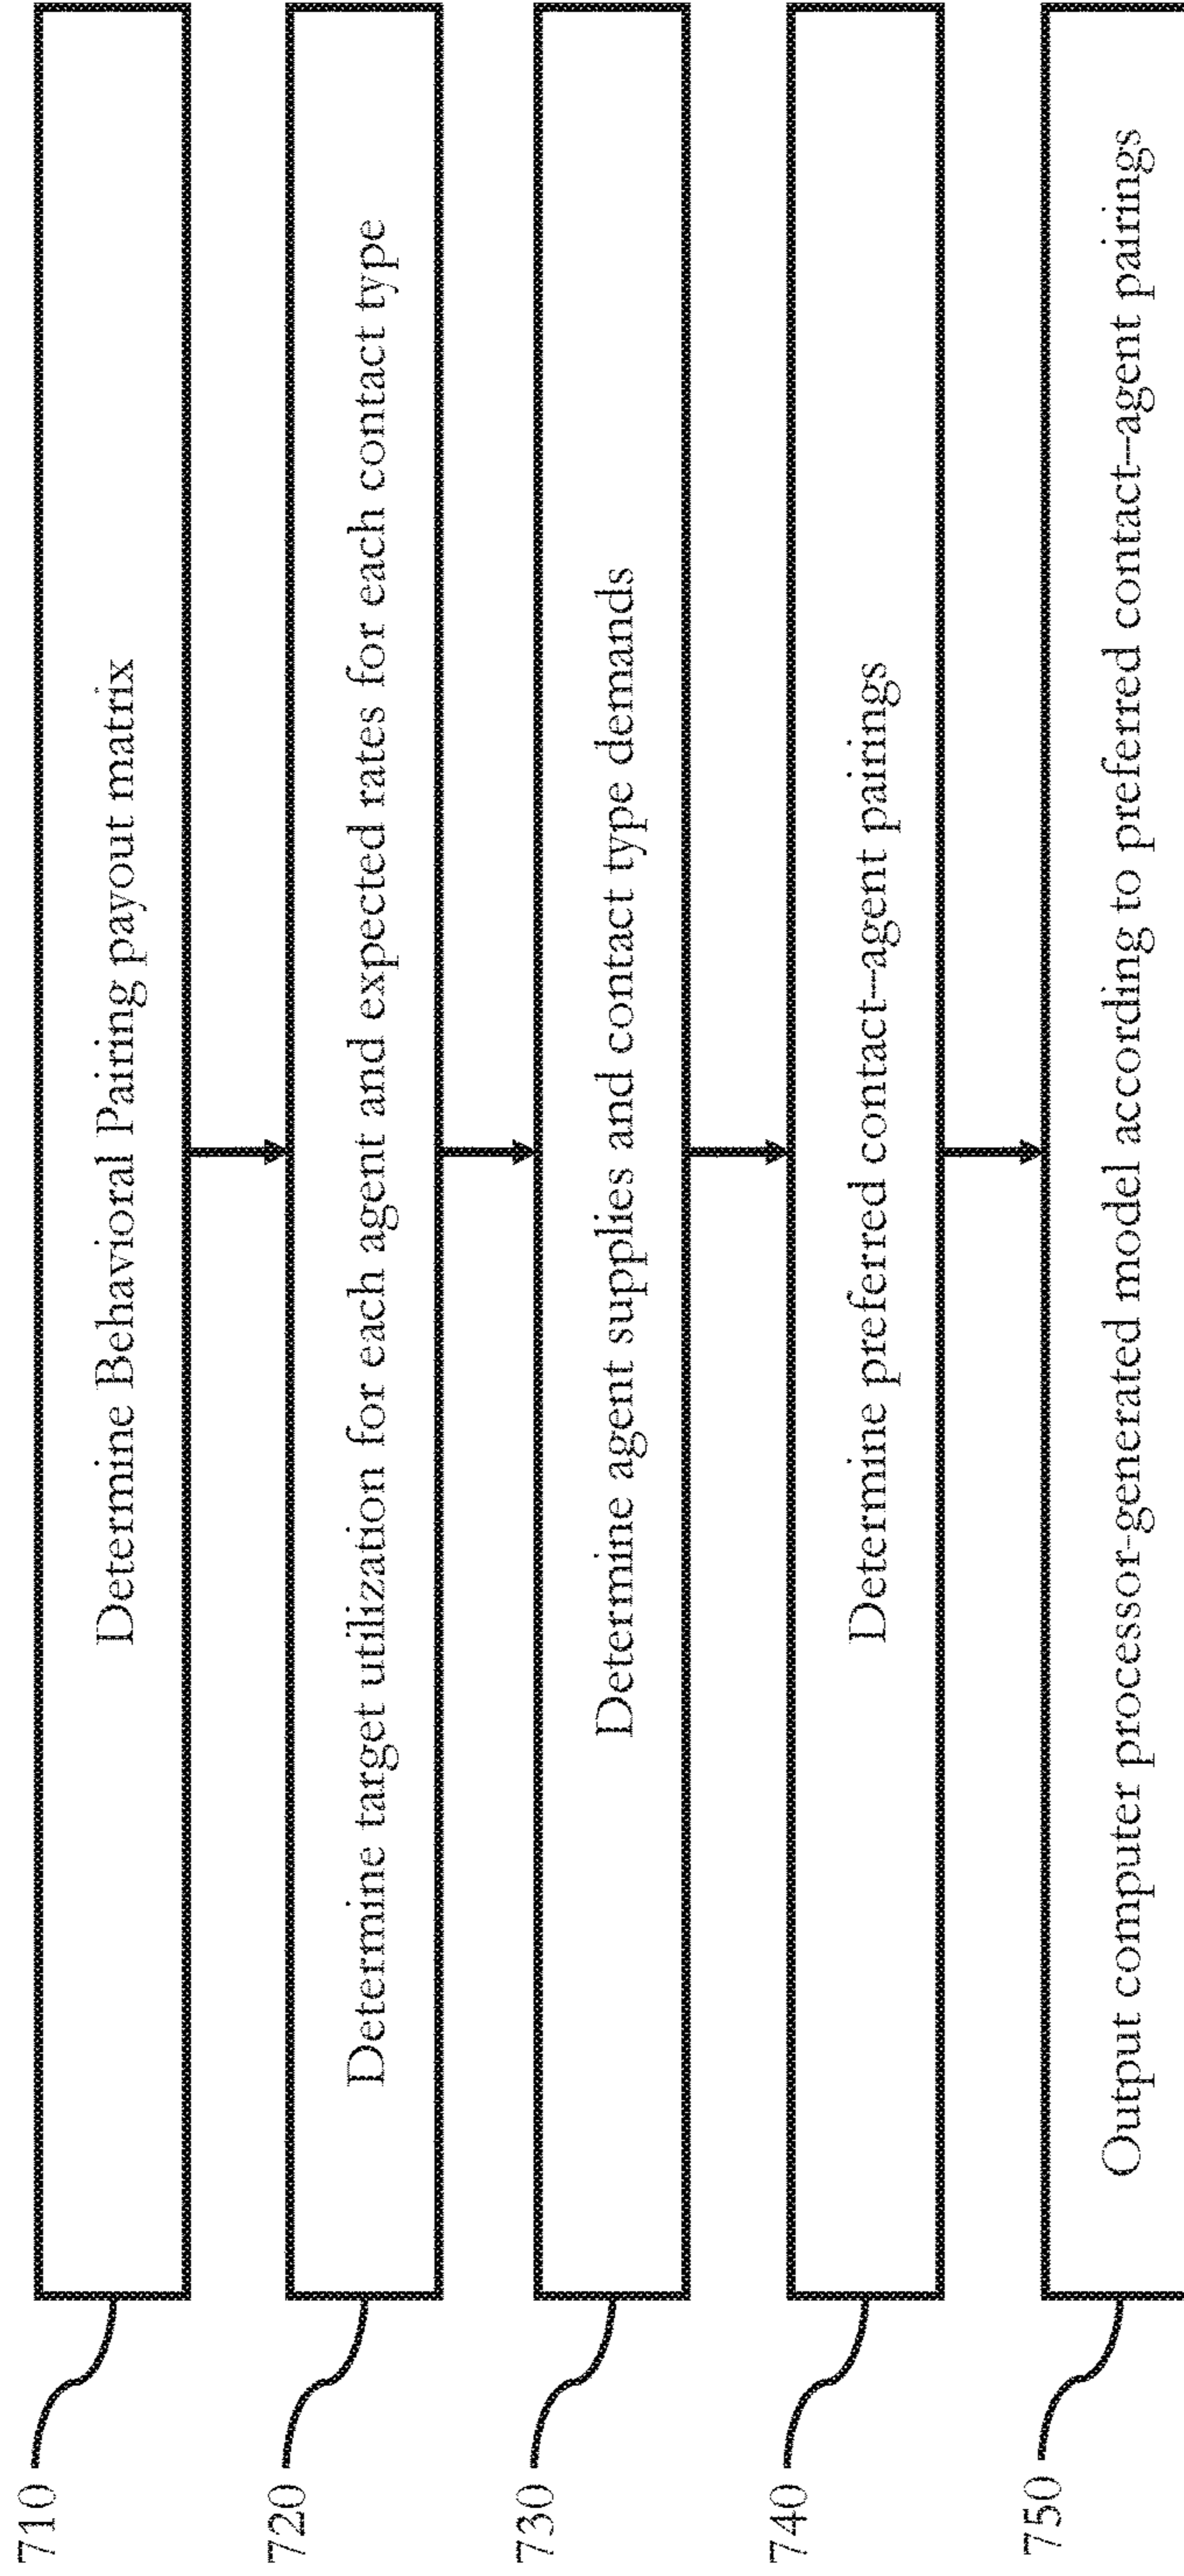 710
Determine Behavioral Pairing payout matrix
720
Determine target utilization for each agent and expected rates for each contact type
730
Determine agent supplies and contact type demands
740
Determine preferred contact--agent pairings
750
Output computer processor-generated model according to preferred contact--agent pairings